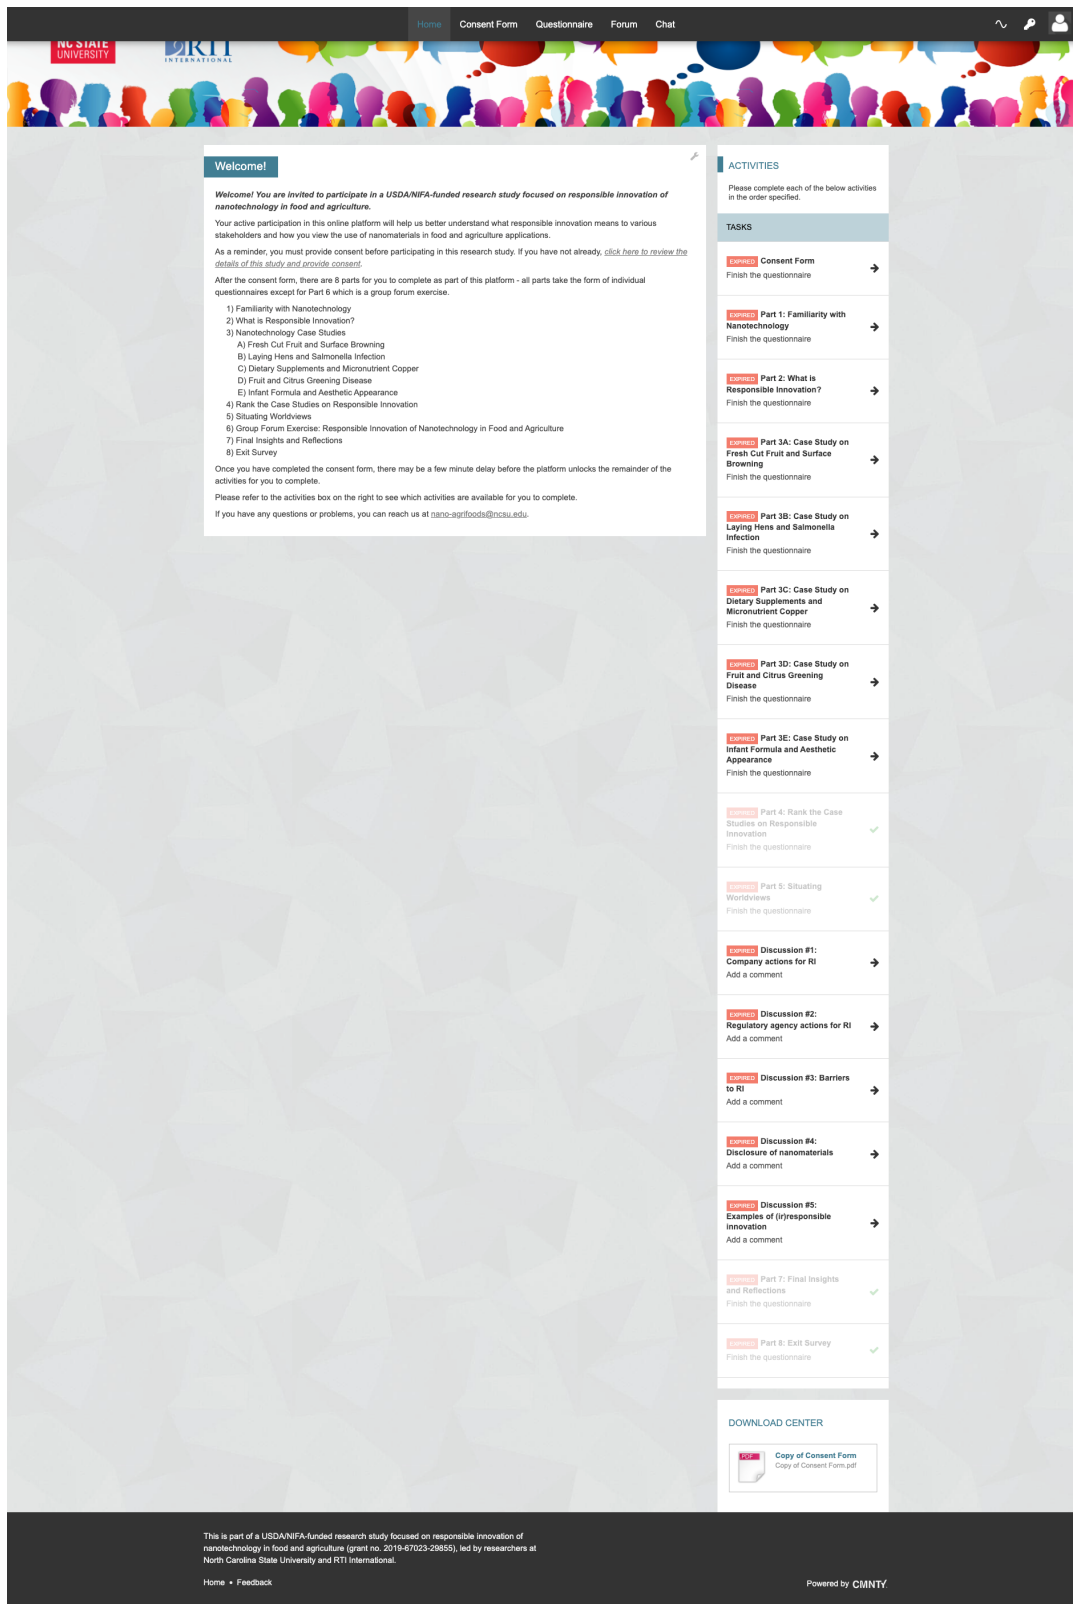 Home Consent Form Questionnaire Forum Chat
NC STATE
UNIVERSITY
RTI
INTERNATIONAL
Welcome!
Welcome! You are invited to participate in a USDA/NIFA-funded research study focused on responsible innovation of
nanotechnology in food and agriculture.
Your active participation in this online platform will help us better understand what responsible innovation means to various
stakeholders and how you view the use of nanomaterials in food and agriculture applications.
As a reminder, you must provide consent before participating in this research study. If you have not already, click here to review the
details of this study and provide consent.
After the consent form, there are 8 parts for you to complete as part of this platform - all parts take the form of individual
questionnaires except for Part 6 which is a group forum exercise.
1) Familiarity with Nanotechnology
2) What is Responsible Innovation?
3) Nanotechnology Case Studies
A) Fresh Cut Fruit and Surface Browning
B) Laying Hens and Salmonella Infection
C) Dietary Supplements and Micronutrient Copper
D) Fruit and Citrus Greening Disease
E) Infant Formula and Aesthetic Appearance
4) Rank the Case Studies on Responsible Innovation
5) Situating Worldviews
6) Group Forum Exercise: Responsible Innovation of Nanotechnology in Food and Agriculture
7) Final Insights and Reflections
8) Exit Survey
Once you have completed the consent form, there may be a few minute delay before the platform unlocks the remainder of the
activities for you to complete.
Please refer to the activities box on the right to see which activities are available for you to complete.
If you have any questions or problems, you can reach us at nano-agrifoods@ncsu.edu.
ACTIVITIES
Please complete each of the below activities
in the order specified.
TASKS
EXPIRED Consent Form
Finish the questionnaire
EXPIRED Part 1: Familiarity with
Nanotechnology
Finish the questionnaire
EXPIRED Part 2: What is
Responsible Innovation?
Finish the questionnaire
EXPIRED Part 3A: Case Study on
Fresh Cut Fruit and Surface
Browning
Finish the questionnaire
EXPIRED Part 3B: Case Study on
Laying Hens and Salmonella
Infection
Finish the questionnaire
EXPIRED Part 3C: Case Study on
Dietary Supplements and
Micronutrient Copper
Finish the questionnaire
EXPIRED Part 3D: Case Study on
Fruit and Citrus Greening
Disease
Finish the questionnaire
EXPIRED Part 3E: Case Study on
Infant Formula and Aesthetic
Appearance
Finish the questionnaire
EXPIRED Part 4: Rank the Case
Studies on Responsible
Innovation
Finish the questionnaire
EXPIRED Part 5: Situating
Worldviews
Finish the questionnaire
EXPIRED Discussion #1:
Company actions for RI
Add a comment
EXPIRED Discussion #2:
Regulatory agency actions for RI
Add a comment
EXPIRED Discussion #3: Barriers
to RI
Add a comment
EXPIRED Discussion #4:
Disclosure of nanomaterials
Add a comment
EXPIRED Discussion #5:
Examples of (ir)responsible
innovation
Add a comment
EXPIRED Part 7: Final Insights
and Reflections
Finish the questionnaire
EXPIRED Part 8: Exit Survey
Finish the questionnaire
DOWNLOAD CENTER
PDF
Copy of Consent Form
Copy of Consent Form.pdf
This is part of a USDA/NIFA-funded research study focused on responsible innovation of
nanotechnology in food and agriculture (grant no. 2019-67023-29855), led by researchers at
North Carolina State University and RTI International.
Home • Feedback
Powered by CMNTY.